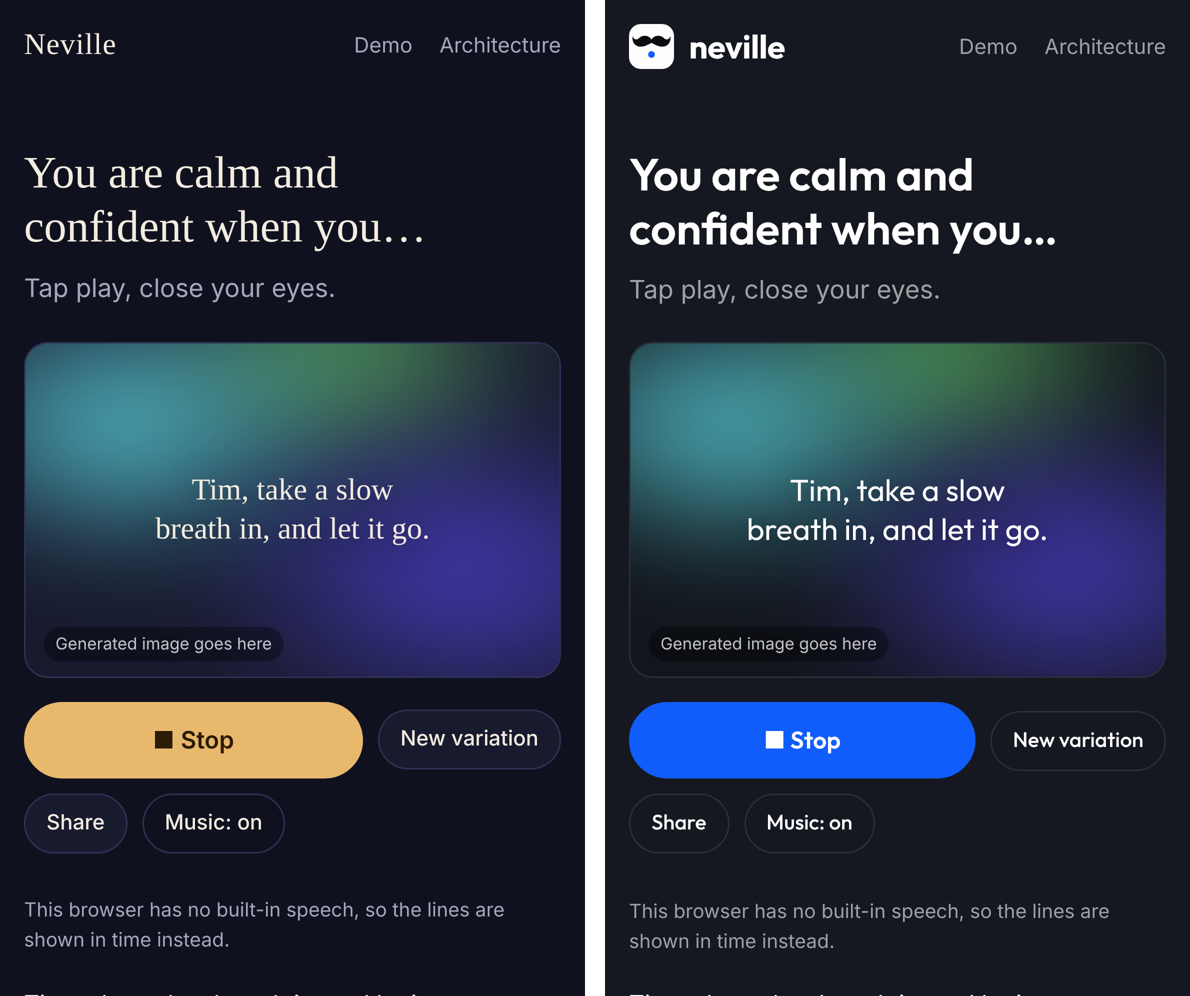 Neville
Demo Architecture
You are calm and
confident when you…
Tap play, close your eyes.
Tim, take a slow
breath in, and let it go.
Generated image goes here
Stop
New variation
Share
Music: on
This browser has no built-in speech, so the lines are
shown in time instead.
neville
Demo Architecture
You are calm and
confident when you...
Tap play, close your eyes.
Tim, take a slow
breath in, and let it go.
Generated image goes here
Stop
New variation
Share
Music: on
This browser has no built-in speech, so the lines are
shown in time instead.